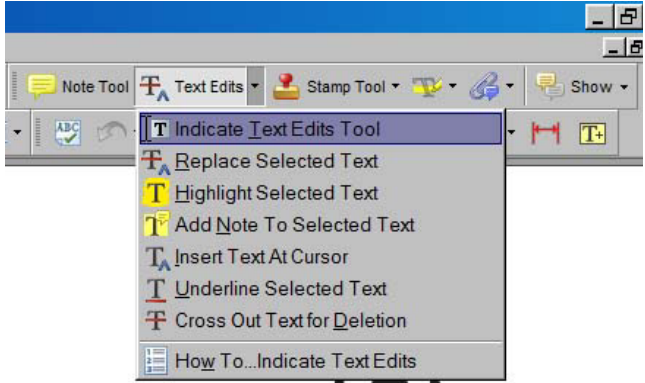 Note Tool Text Edits Stamp Tool Show
ABC
Indicate Text Edits Tool
Replace Selected Text
Highlight Selected Text
Add Note To Selected Text
Insert Text At Cursor
Underline Selected Text
Cross Out Text for Deletion
How To...Indicate Text Edits